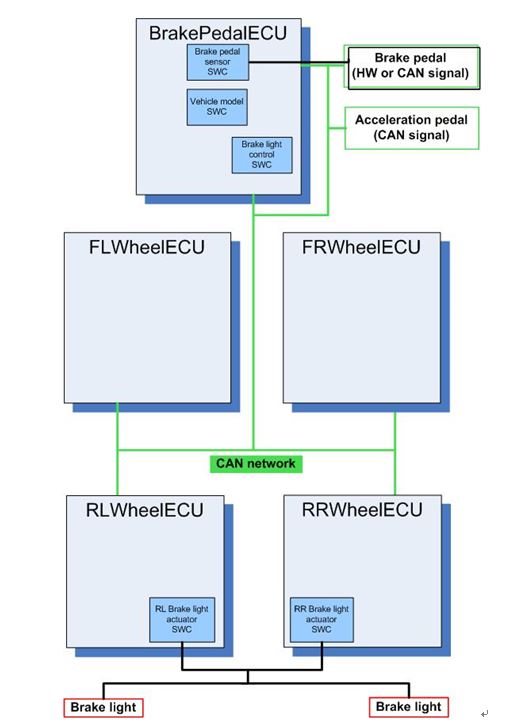 BrakePedalECU
Brake pedal
sensor
SWC
Brake pedal
(HW or CAN signal)
Vehicle model
SWC
Acceleration pedal
(CAN signal)
Brake light
control
SWC
FLWheelECU
FRWheelECU
CAN network
RLWheelECU
RRWheelECU
RL Brake light
actuator
SWC
RR Brake light
actuator
SWC
Brake light
Brake light